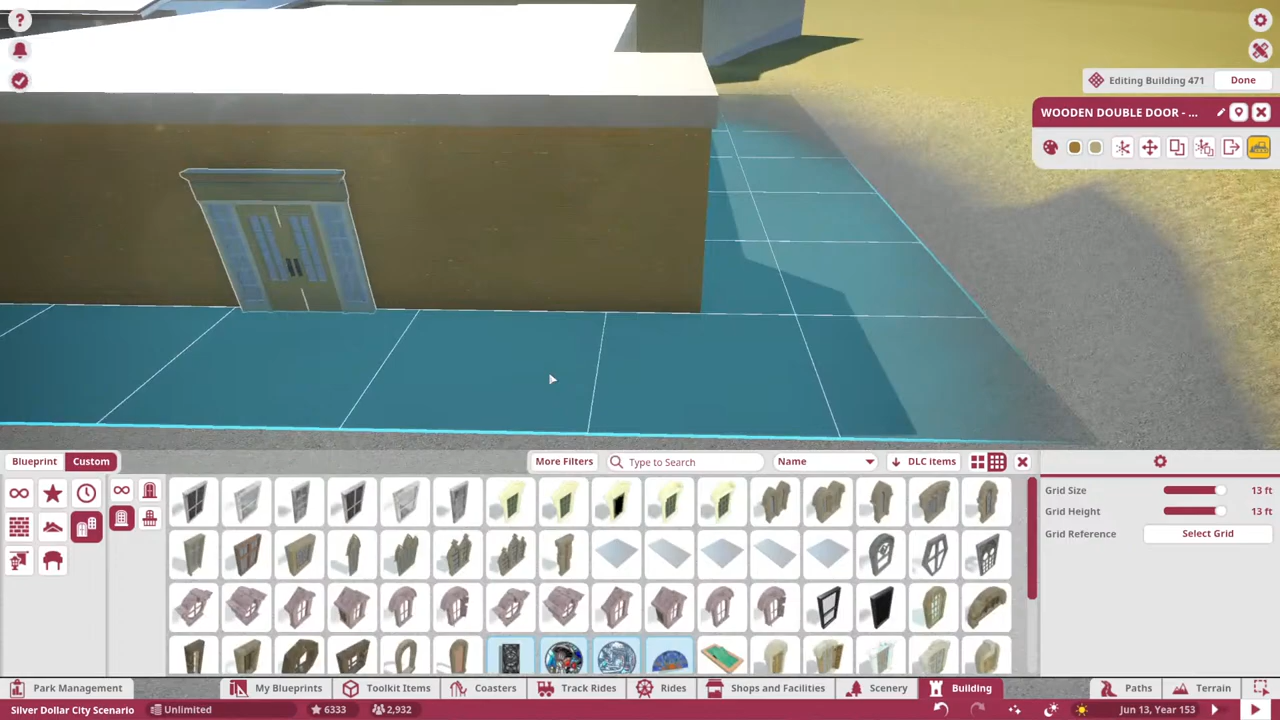 ?
Editing Building 471 Done
WOODEN DOUBLE DOOR - ...
Blueprint Custom More Filters Type to Search Name DLC items
Grid Size 13 ft
Grid Height 13 ft
Grid Reference Select Grid
Park Management My Blueprints Toolkit Items Coasters Track Rides Rides Shops and Facilities Scenery Building Paths Terrain
Silver Dollar City Scenario Unlimited 6333 2,932 Jun 13, Year 153